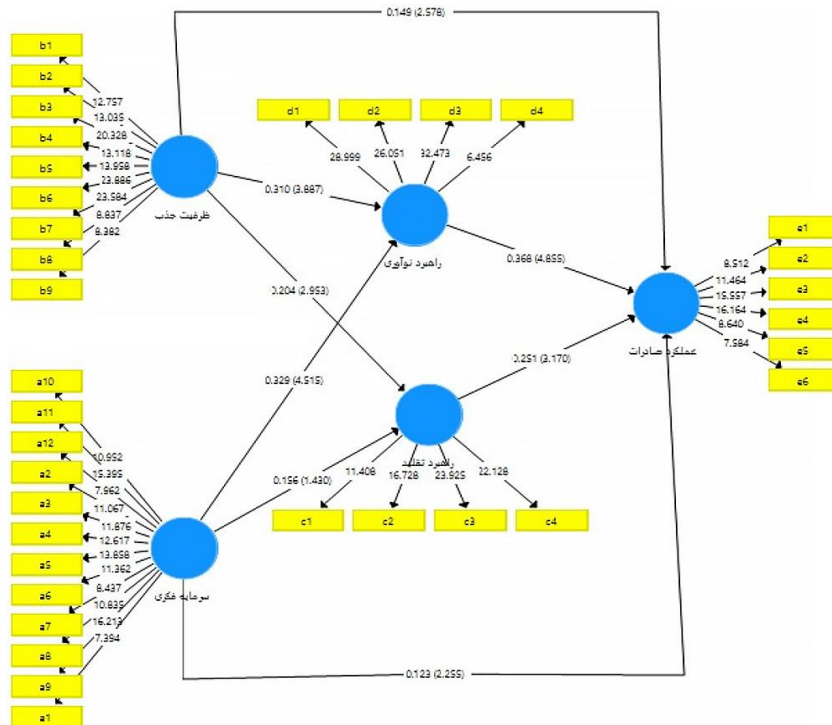 0.149 (2.578)
b1
b2
b3
b4
b5
b6
b7
b8
b9
12.757
13.035
20.328
13.118
13.958
23.886
23.584
8.837
8.382
ظرفیت جذب
d1
d2
d3
d4
28.999
26.051
32.473
6.456
راهبرد نوآوری
0.310 (3.887)
0.204 (2.953)
0.368 (4.855)
0.329 (4.515)
0.251 (3.170)
0.156 (1.430)
e1
e2
e3
e4
e5
e6
8.512
11.464
15.557
16.164
8.640
7.584
عملکرد صادرات
راهبرد تقلید
11.408
16.728
23.925
22.128
c1
c2
c3
c4
a10
a11
a12
a2
a3
a4
a5
a6
a7
a8
a9
a1
10.952
15.395
7.962
11.067
11.876
12.617
13.858
11.362
8.437
10.835
16.213
7.394
سرمایه فکری
0.123 (2.255)